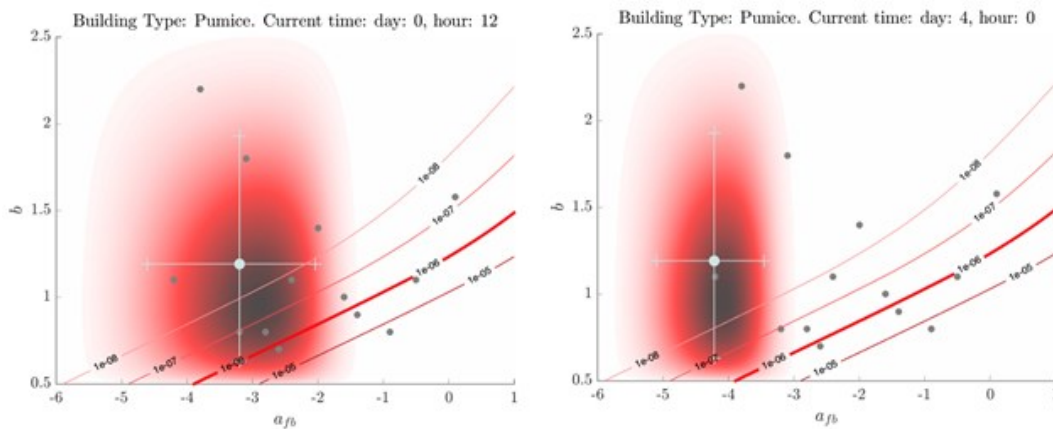 Building Type: Pumice. Current time: day: 0, hour: 12
2.5
2
1.5
1
0.5
b
1e-08
1e-07
1e-06
1e-05
1e-08
1e-07
1e-06
1e-05
-6 -5 -4 -3 -2 -1 0 1
a_fb
Building Type: Pumice. Current time: day: 4, hour: 0
2.5
2
1.5
1
0.5
b
1e-08
1e-07
1e-06
1e-05
1e-08
1e-07
1e-06
1e-05
-6 -5 -4 -3 -2 -1 0 1
a_fb